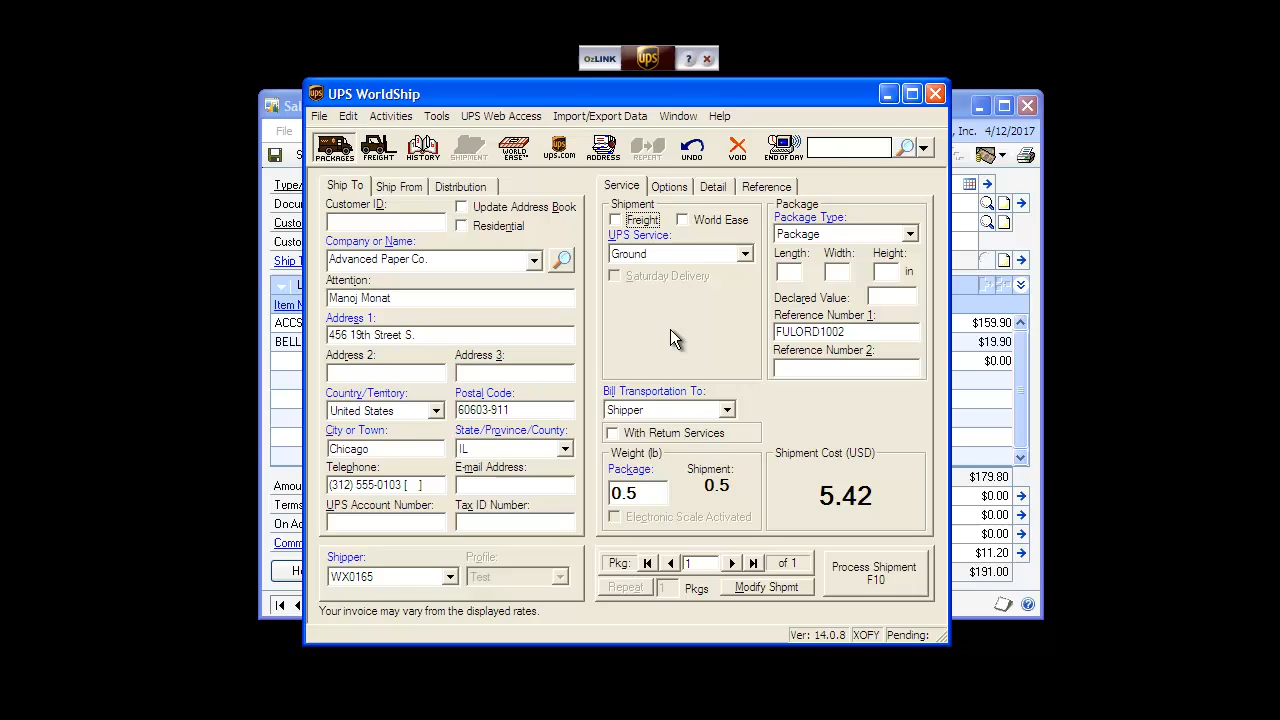 OzLINK ups ?
UPS WorldShip
File Edit Activities Tools UPS Web Access Import/Export Data Window Help
PACKAGES FREIGHT HISTORY SHIPMENT WORLD EASE ups.com ADDRESS REPEAT UNDO VOID END OF DAY
Ship To Ship From Distribution
Customer ID:
Update Address Book
Residential
Company or Name:
Advanced Paper Co.
Attention:
Manoj Monat
Address 1:
456 19th Street S.
Address 2: Address 3:
Country/Territory: Postal Code:
United States 60603-911
City or Town: State/Province/County:
Chicago IL
Telephone: E-mail Address:
(312) 555-0103 [ ]
UPS Account Number: Tax ID Number:
Shipper: Profile:
WX0165 Test
Your invoice may vary from the displayed rates.
Service Options Detail Reference
Shipment
Freight World Ease
UPS Service:
Ground
Saturday Delivery
Package
Package Type:
Package
Length: Width: Height:
in
Declared Value:
Reference Number 1:
FULORD1002
Reference Number 2:
Bill Transportation To:
Shipper
With Return Services
Weight (lb)
Package: Shipment:
0.5 0.5
Electronic Scale Activated
Shipment Cost (USD)
5.42
Pkg: 1 of 1
Repeat 1 Pkgs Modify Shpmt
Process Shipment
F10
Ver: 14.0.8 XOFY Pending:
Sal
File
S
Type/
Docu
Custo
Custo
Ship T
L
Item N
ACCS
BELL
Amou
Terms
On Ac
Comm
H
, Inc. 4/12/2017
$159.90
$19.90
$0.00
$179.80
$0.00
$0.00
$0.00
$11.20
$191.00